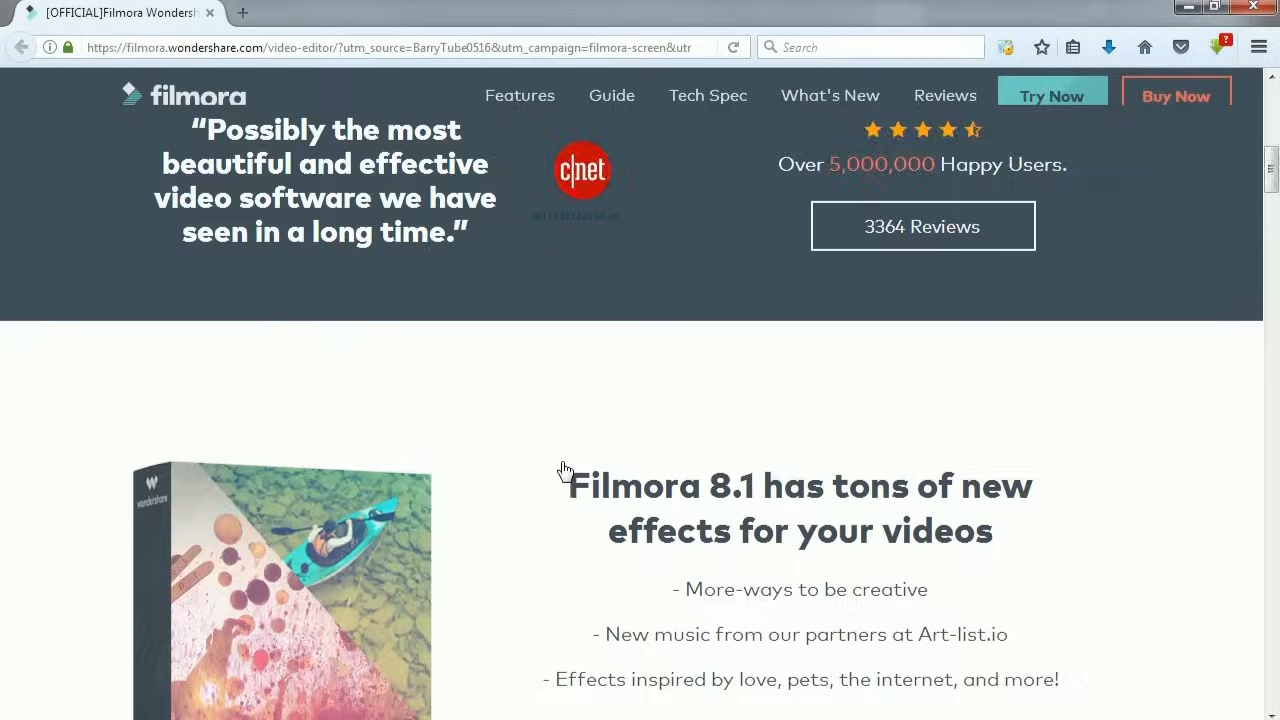 [OFFICIAL]Filmora Wondersh
https://filmora.wondershare.com/video-editor/?utm_source=BarryTube0516&utm_campaign=filmora-screen&utr
Search
?
filmora
Features
Guide
Tech Spec
What's New
Reviews
Try Now
Buy Now
“Possibly the most
beautiful and effective
video software we have
seen in a long time.”
c|net
Over 5,000,000 Happy Users.
3364 Reviews
wondershare
Filmora 8.1 has tons of new
effects for your videos
- More-ways to be creative
- New music from our partners at Art-list.io
- Effects inspired by love, pets, the internet, and more!